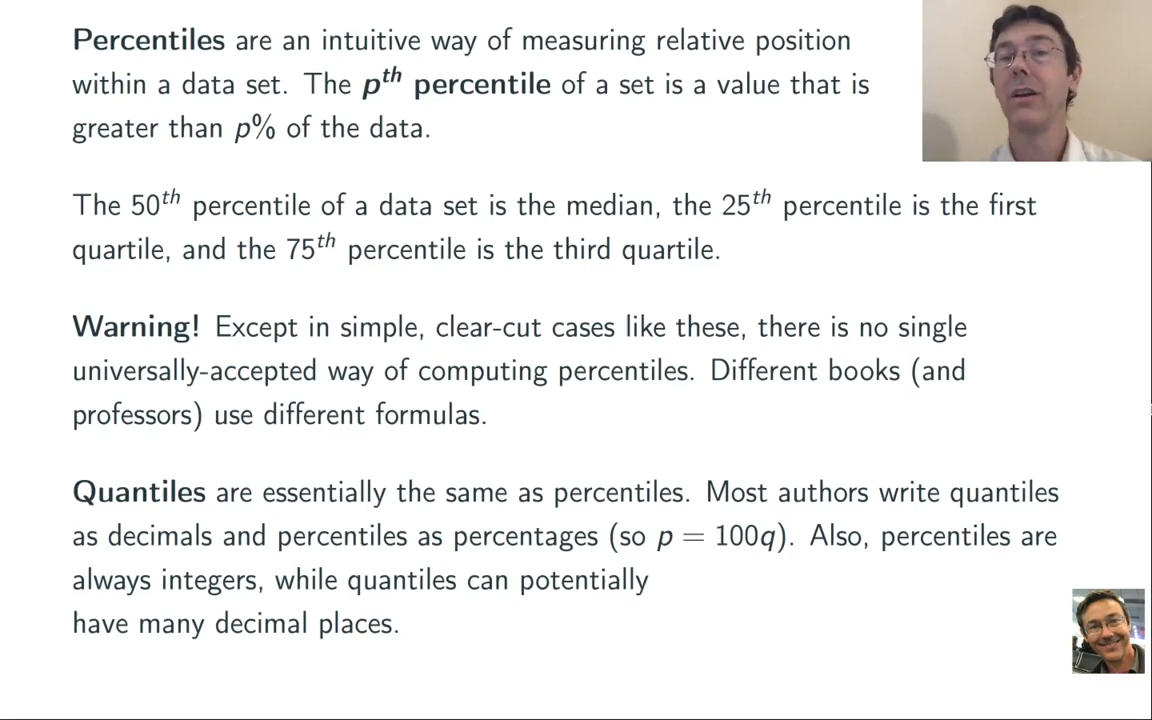 Percentiles are an intuitive way of measuring relative position
within a data set. The pth percentile of a set is a value that is
greater than p% of the data.
The 50th percentile of a data set is the median, the 25th percentile is the first
quartile, and the 75th percentile is the third quartile.
Warning! Except in simple, clear-cut cases like these, there is no single
universally-accepted way of computing percentiles. Different books (and
professors) use different formulas.
Quantiles are essentially the same as percentiles. Most authors write quantiles
as decimals and percentiles as percentages (so p = 100q). Also, percentiles are
always integers, while quantiles can potentially
have many decimal places.